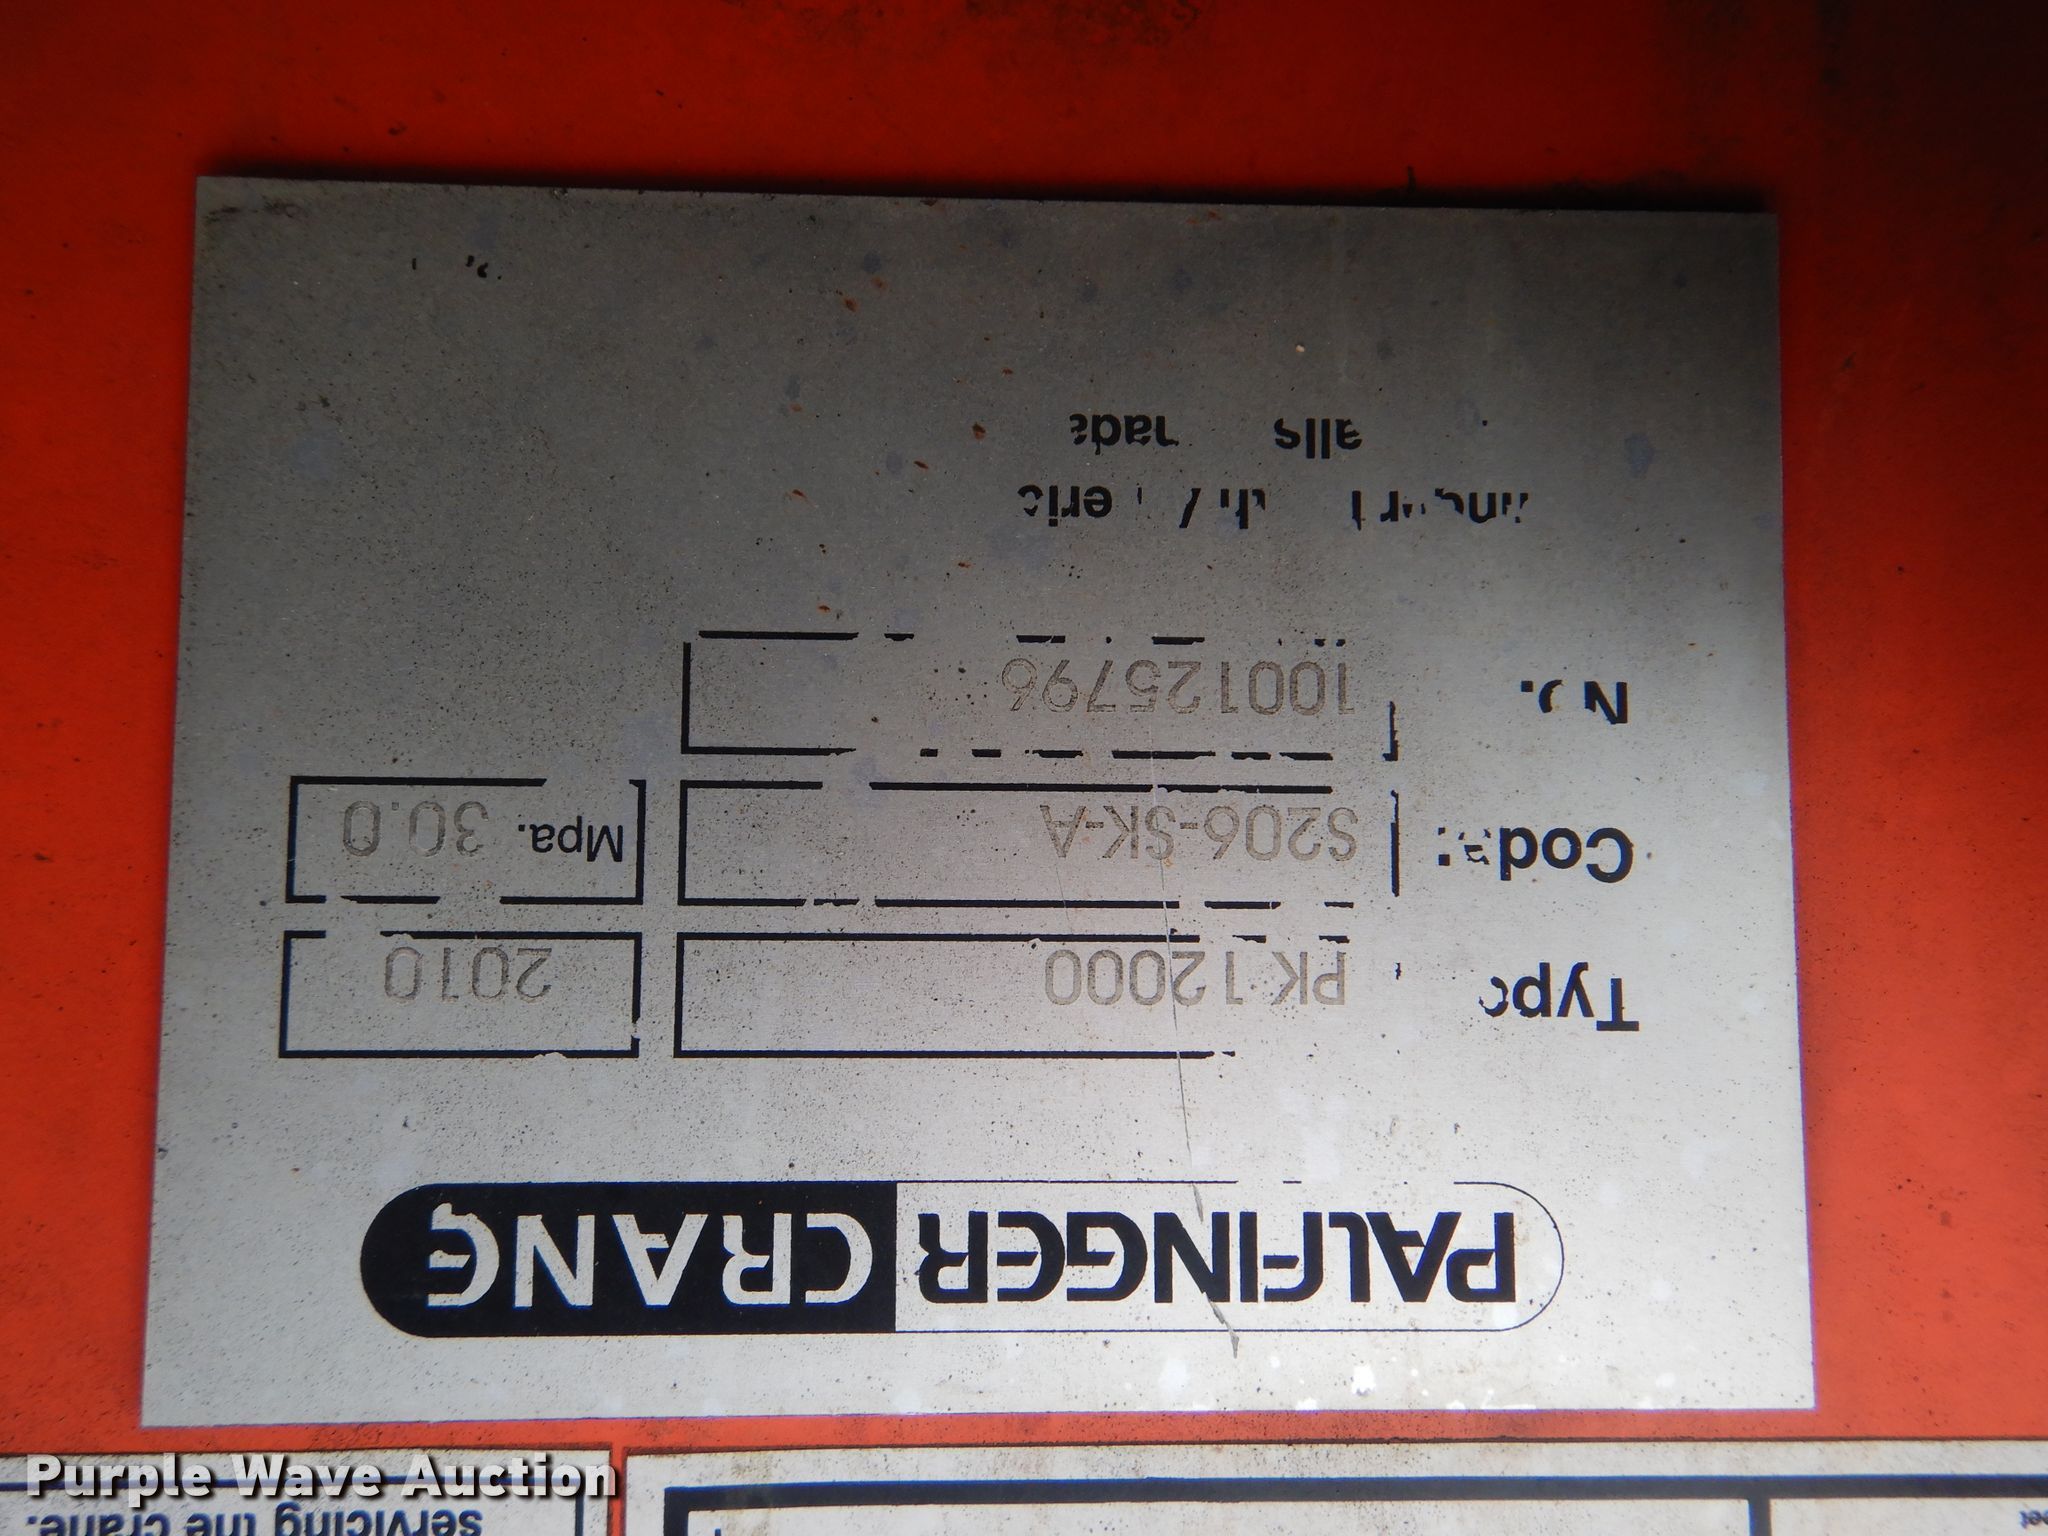 PALFINGER CRANE
Type
PK 12000
2010
Code:
S206-SK-A
Mpa. 30.0
No.
100125796
servicing the crane.
Purple Wave Auction